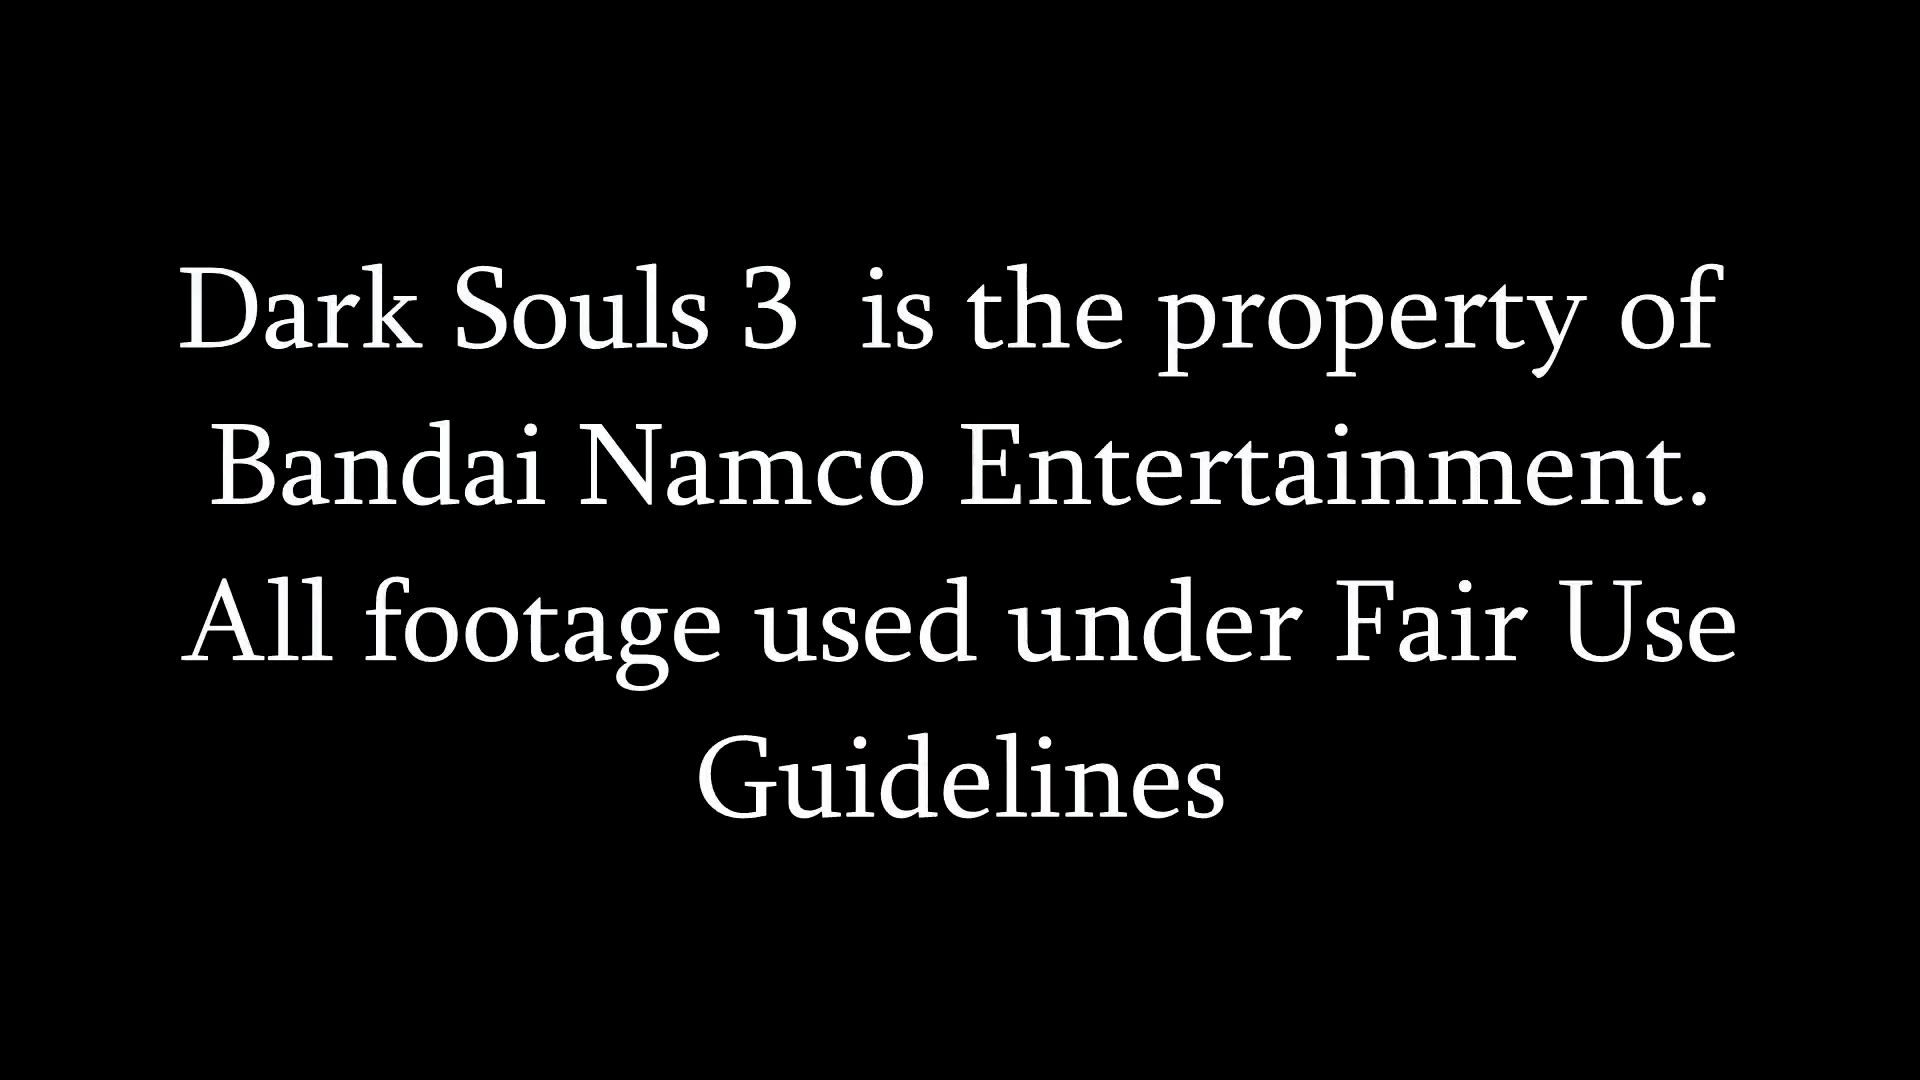 Dark Souls 3  is the property of
Bandai Namco Entertainment.
All footage used under Fair Use
Guidelines